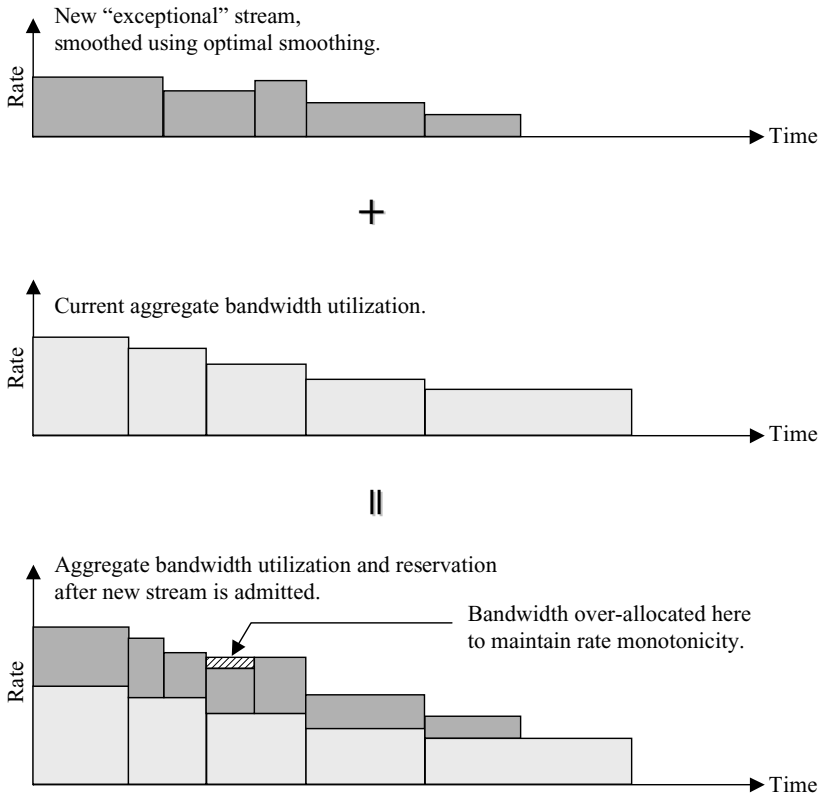 New “exceptional” stream,
smoothed using optimal smoothing.
Rate
Time
+
Current aggregate bandwidth utilization.
Rate
Time
=
Aggregate bandwidth utilization and reservation
after new stream is admitted.
Bandwidth over-allocated here
to maintain rate monotonicity.
Rate
Time